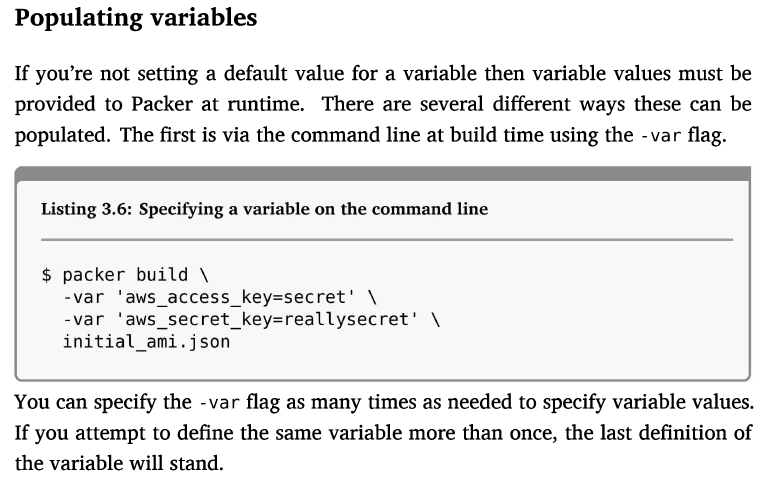 Populating variables
If you’re not setting a default value for a variable then variable values must be
provided to Packer at runtime. There are several different ways these can be
populated. The first is via the command line at build time using the -var flag.
Listing 3.6: Specifying a variable on the command line
$ packer build \
-var 'aws_access_key=secret' \
-var 'aws_secret_key=reallysecret' \
initial_ami.json
You can specify the -var flag as many times as needed to specify variable values.
If you attempt to define the same variable more than once, the last definition of
the variable will stand.